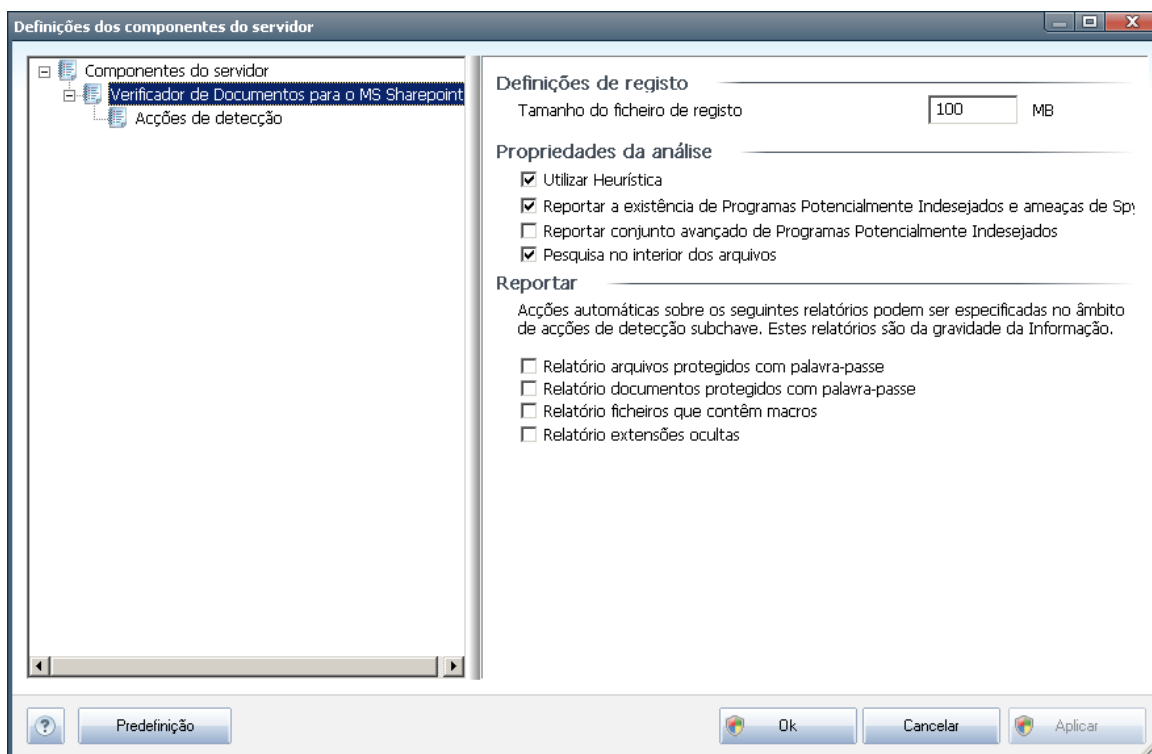 Definições dos componentes do servidor
Componentes do servidor
Verificador de Documentos para o MS Sharepoint
Acções de detecção
Definições de registo
Tamanho do ficheiro de registo
100
MB
Propriedades da análise
Utilizar Heurística
Reportar a existência de Programas Potencialmente Indesejados e ameaças de Spy
Reportar conjunto avançado de Programas Potencialmente Indesejados
Pesquisa no interior dos arquivos
Reportar
Acções automáticas sobre os seguintes relatórios podem ser especificadas no âmbito
de acções de detecção subchave. Estes relatórios são da gravidade da Informação.
Relatório arquivos protegidos com palavra-passe
Relatório documentos protegidos com palavra-passe
Relatório ficheiros que contêm macros
Relatório extensões ocultas
?
Predefinição
Ok
Cancelar
Aplicar